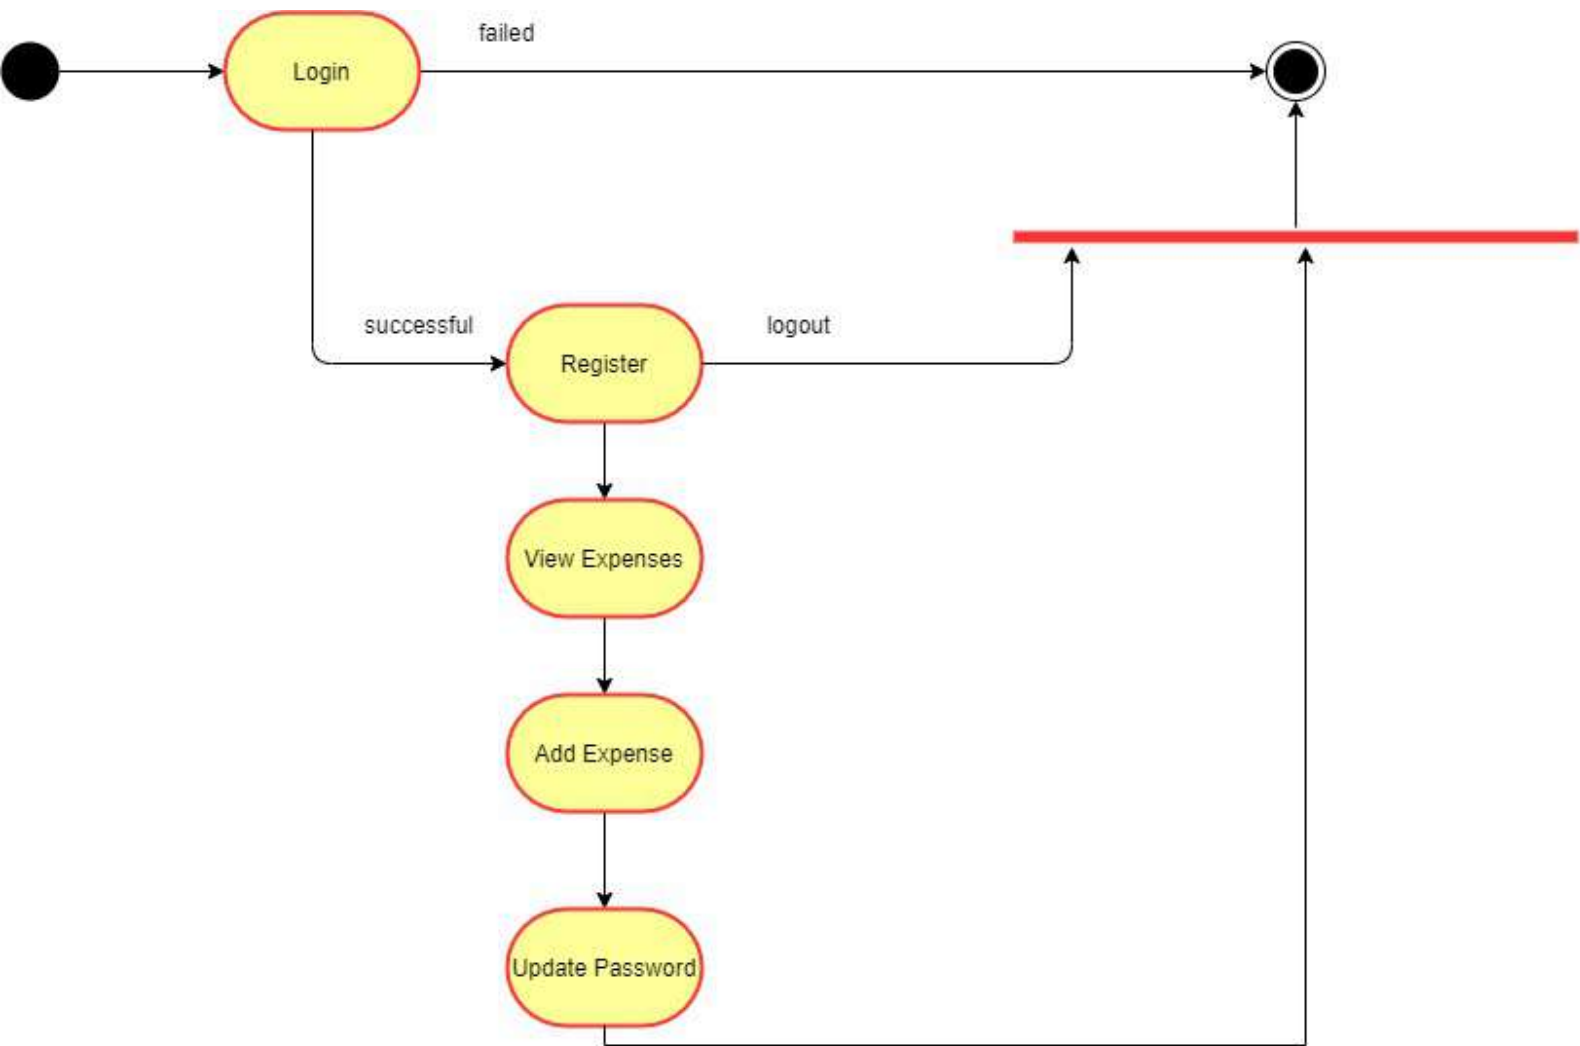 failed
Login
successful
logout
Register
View Expenses
Add Expense
Update Password